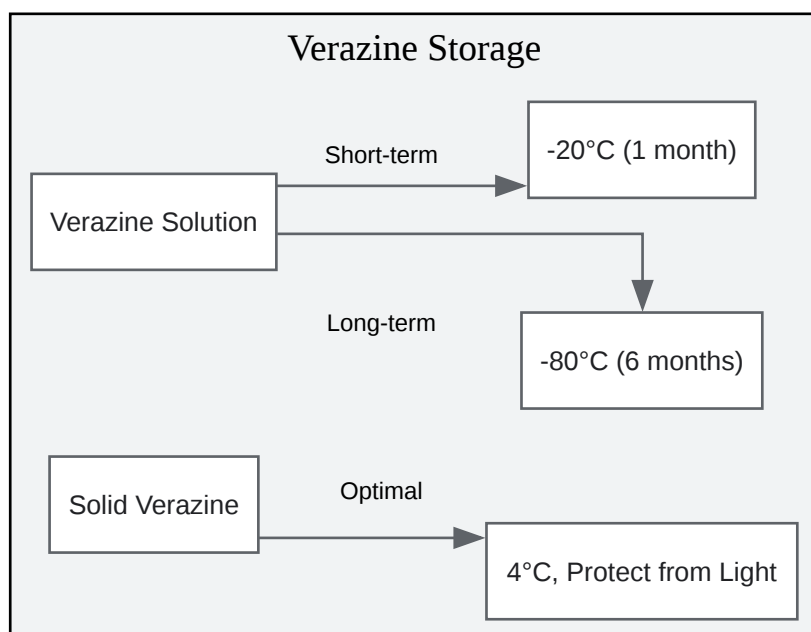 Verazine Storage
Short-term
-20°C (1 month)
Verazine Solution
Long-term
-80°C (6 months)
Solid Verazine
Optimal
4°C, Protect from Light